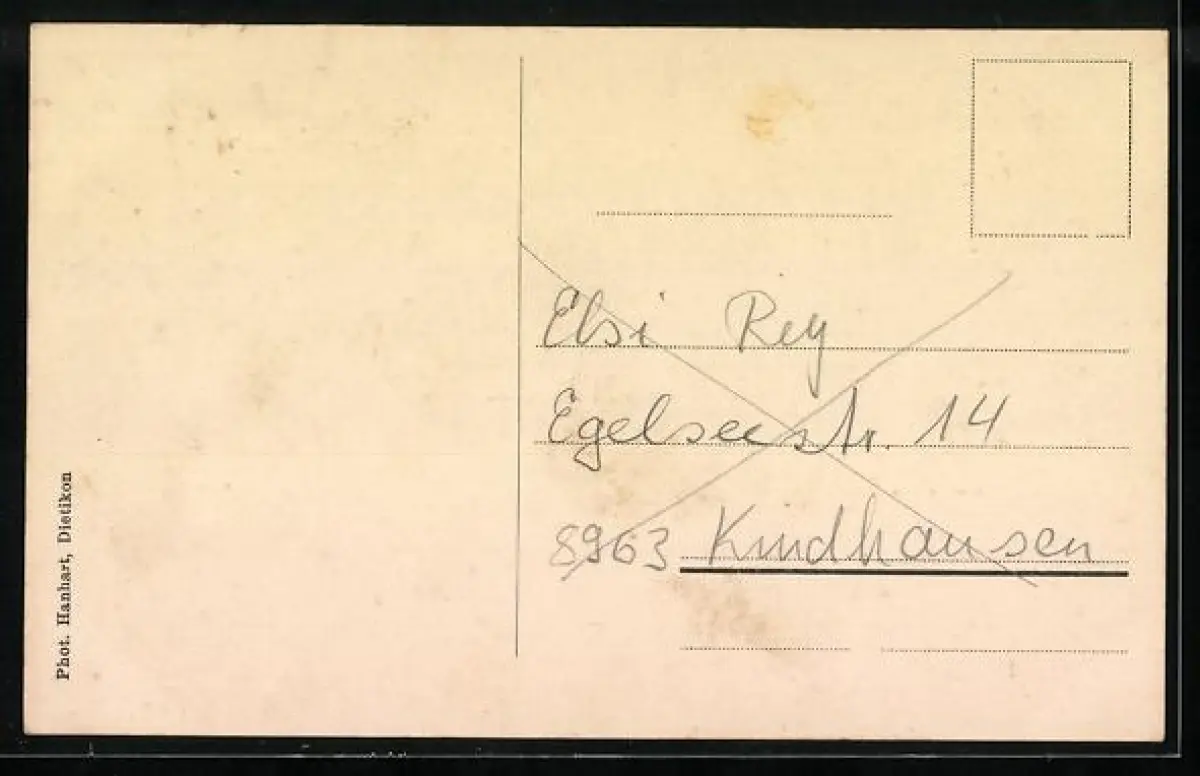 Phot. Hanhart, Dietikon
Elsi Rey
Egelseestr. 14
8963 Kindhausen